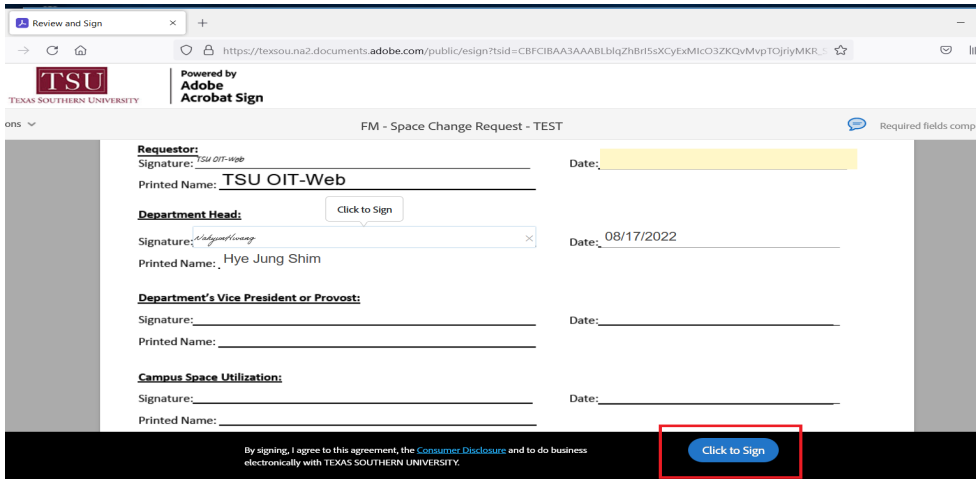 Review and Sign × +
https://texsou.na2.documents.adobe.com/public/esign?tsid=CBFCIBAA3AAABLblqZhBrI5sXCyExMIcO3ZKQvMvpTOjriyMKR_
TSU
TEXAS SOUTHERN UNIVERSITY
Powered by
Adobe
Acrobat Sign
ons
FM - Space Change Request - TEST
Required fields comp
Requestor:
Signature: TSU OIT-Web Date:
Printed Name: TSU OIT-Web
Click to Sign
Department Head:
Signature: NahyunHwang × Date: 08/17/2022
Printed Name: Hye Jung Shim
Department's Vice President or Provost:
Signature: Date:
Printed Name:
Campus Space Utilization:
Signature: Date:
Printed Name:
By signing, I agree to this agreement, the Consumer Disclosure and to do business
electronically with TEXAS SOUTHERN UNIVERSITY.
Click to Sign